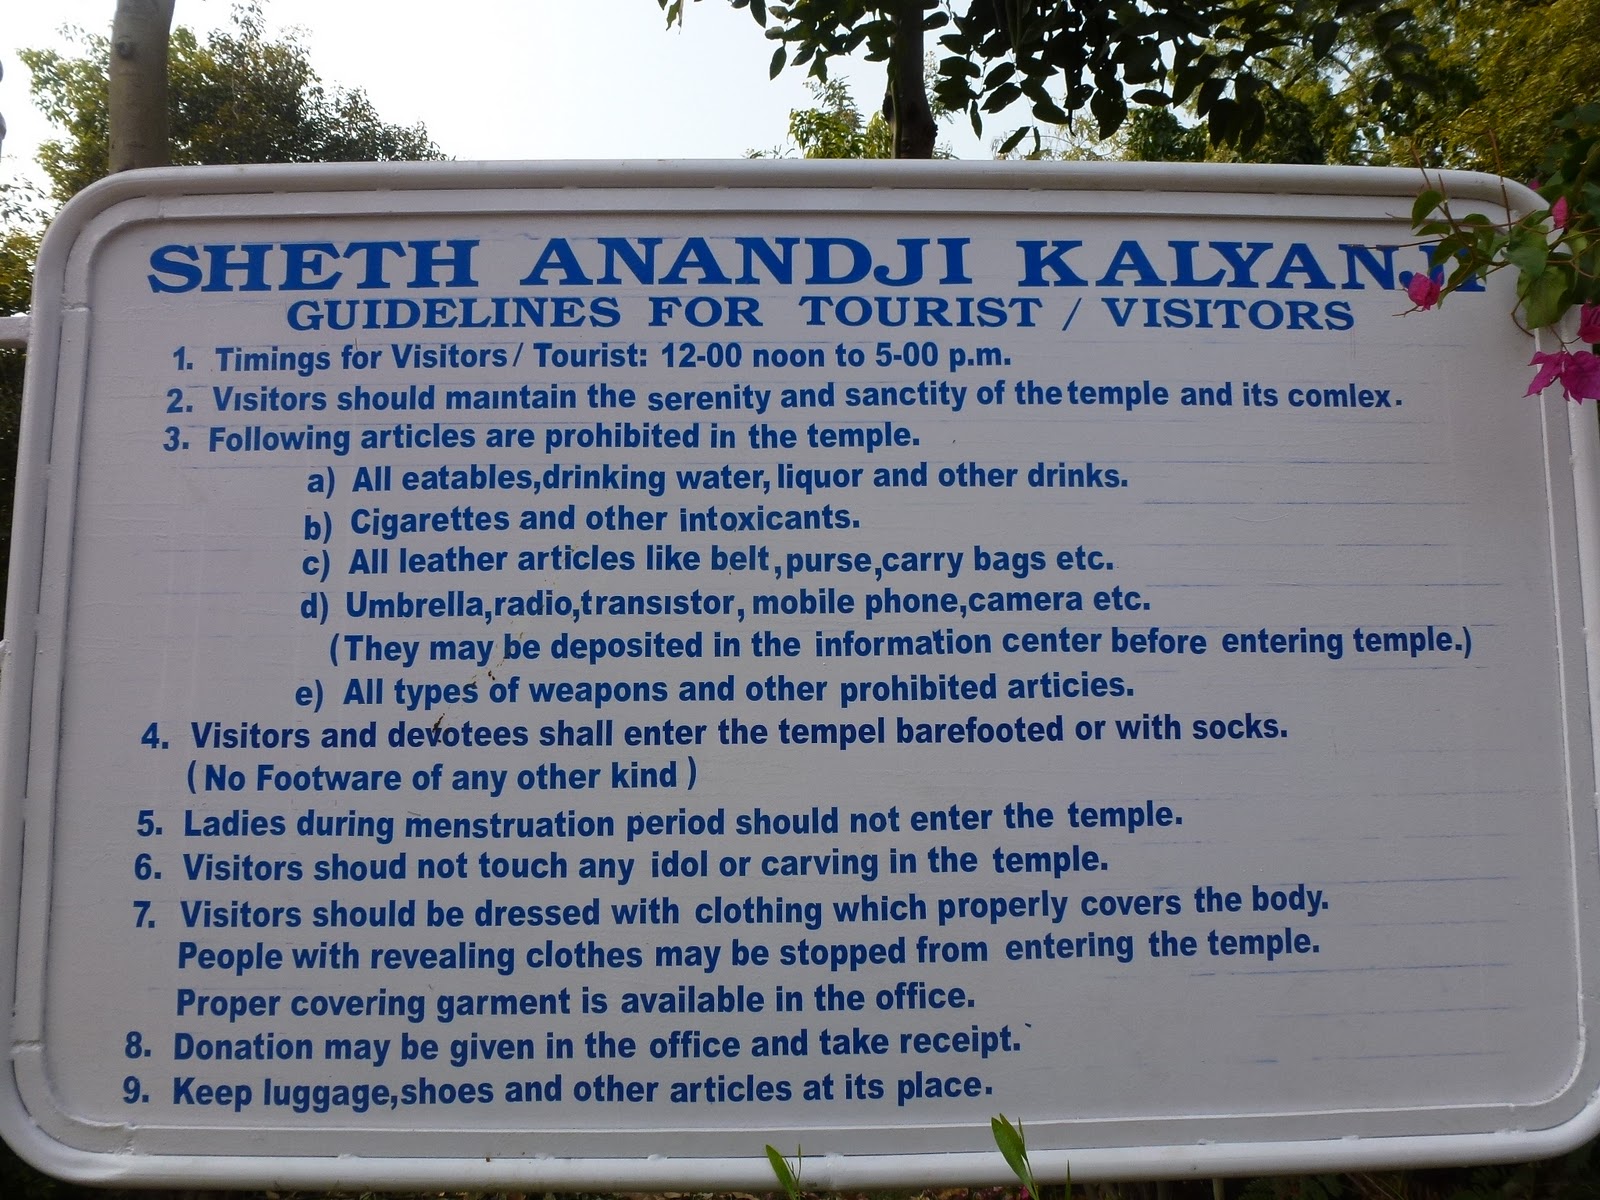 SHETH ANANDJI KALYANJI
GUIDELINES FOR TOURIST / VISITORS
1. Timings for Visitors/ Tourist: 12-00 noon to 5-00 p.m.
2. Visitors should maintain the serenity and sanctity of the temple and its comlex.
3. Following articles are prohibited in the temple.
a) All eatables,drinking water, liquor and other drinks.
b) Cigarettes and other intoxicants.
c) All leather articles like belt,purse,carry bags etc.
d) Umbrella,radio,transistor, mobile phone,camera etc.
(They may be deposited in the information center before entering temple.)
e) All types of weapons and other prohibited articies.
4. Visitors and devotees shall enter the tempel barefooted or with socks.
(No Footware of any other kind)
5. Ladies during menstruation period should not enter the temple.
6. Visitors shoud not touch any idol or carving in the temple.
7. Visitors should be dressed with clothing which properly covers the body.
People with revealing clothes may be stopped from entering the temple.
Proper covering garment is available in the office.
8. Donation may be given in the office and take receipt.
9. Keep luggage,shoes and other articles at its place.